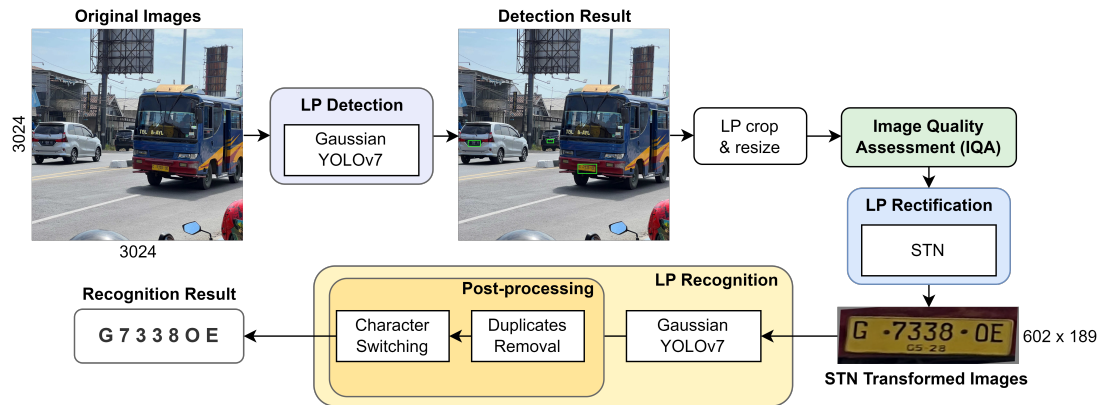 Original Images
3024
3024
LP Detection
Gaussian
YOLOv7
Detection Result
LP crop
& resize
Image Quality
Assessment (IQA)
LP Rectification
STN
G ·7338· OE
05-28
602 x 189
STN Transformed Images
LP Recognition
Gaussian
YOLOv7
Post-processing
Duplicates
Removal
Character
Switching
Recognition Result
G 7 3 3 8 O E